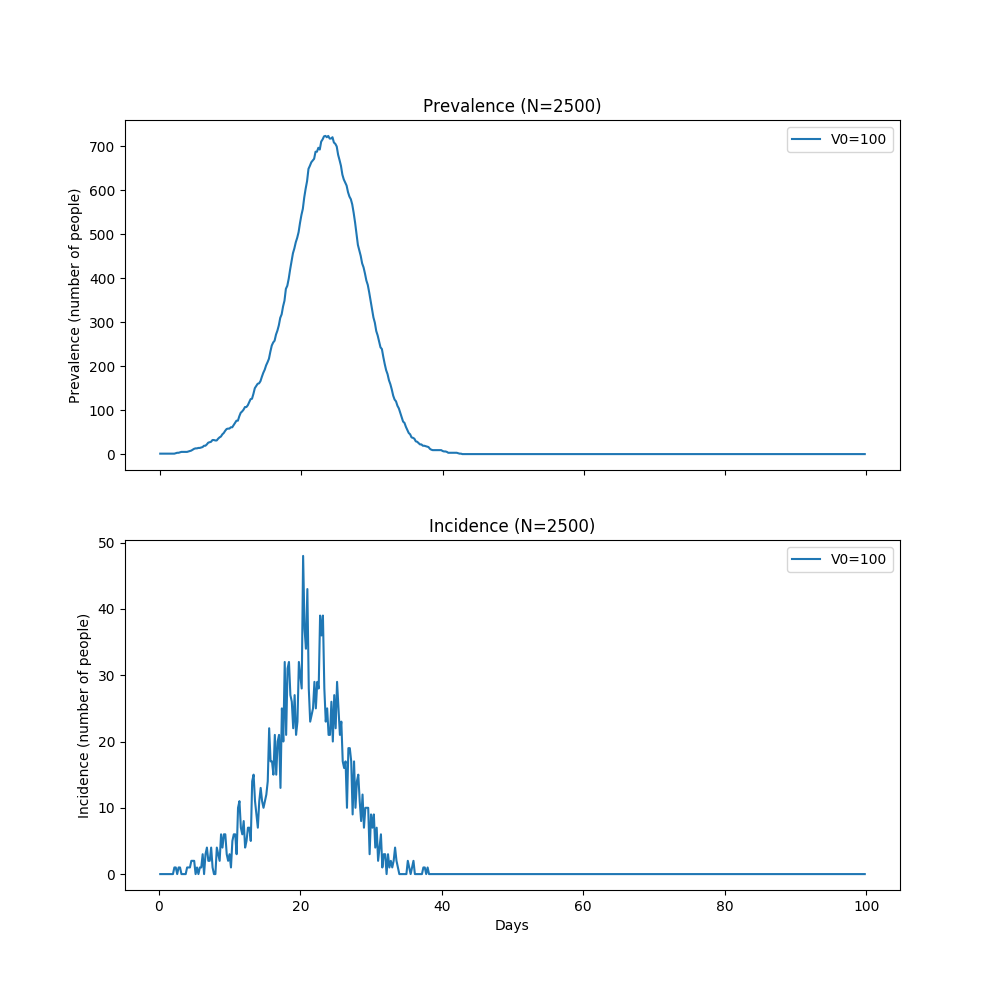 Prevalence (N=2500)
V0=100
Prevalence (number of people)
700
600
500
400
300
200
100
0
Incidence (N=2500)
V0=100
Incidence (number of people)
50
40
30
20
10
0
0 20 40 60 80 100
Days